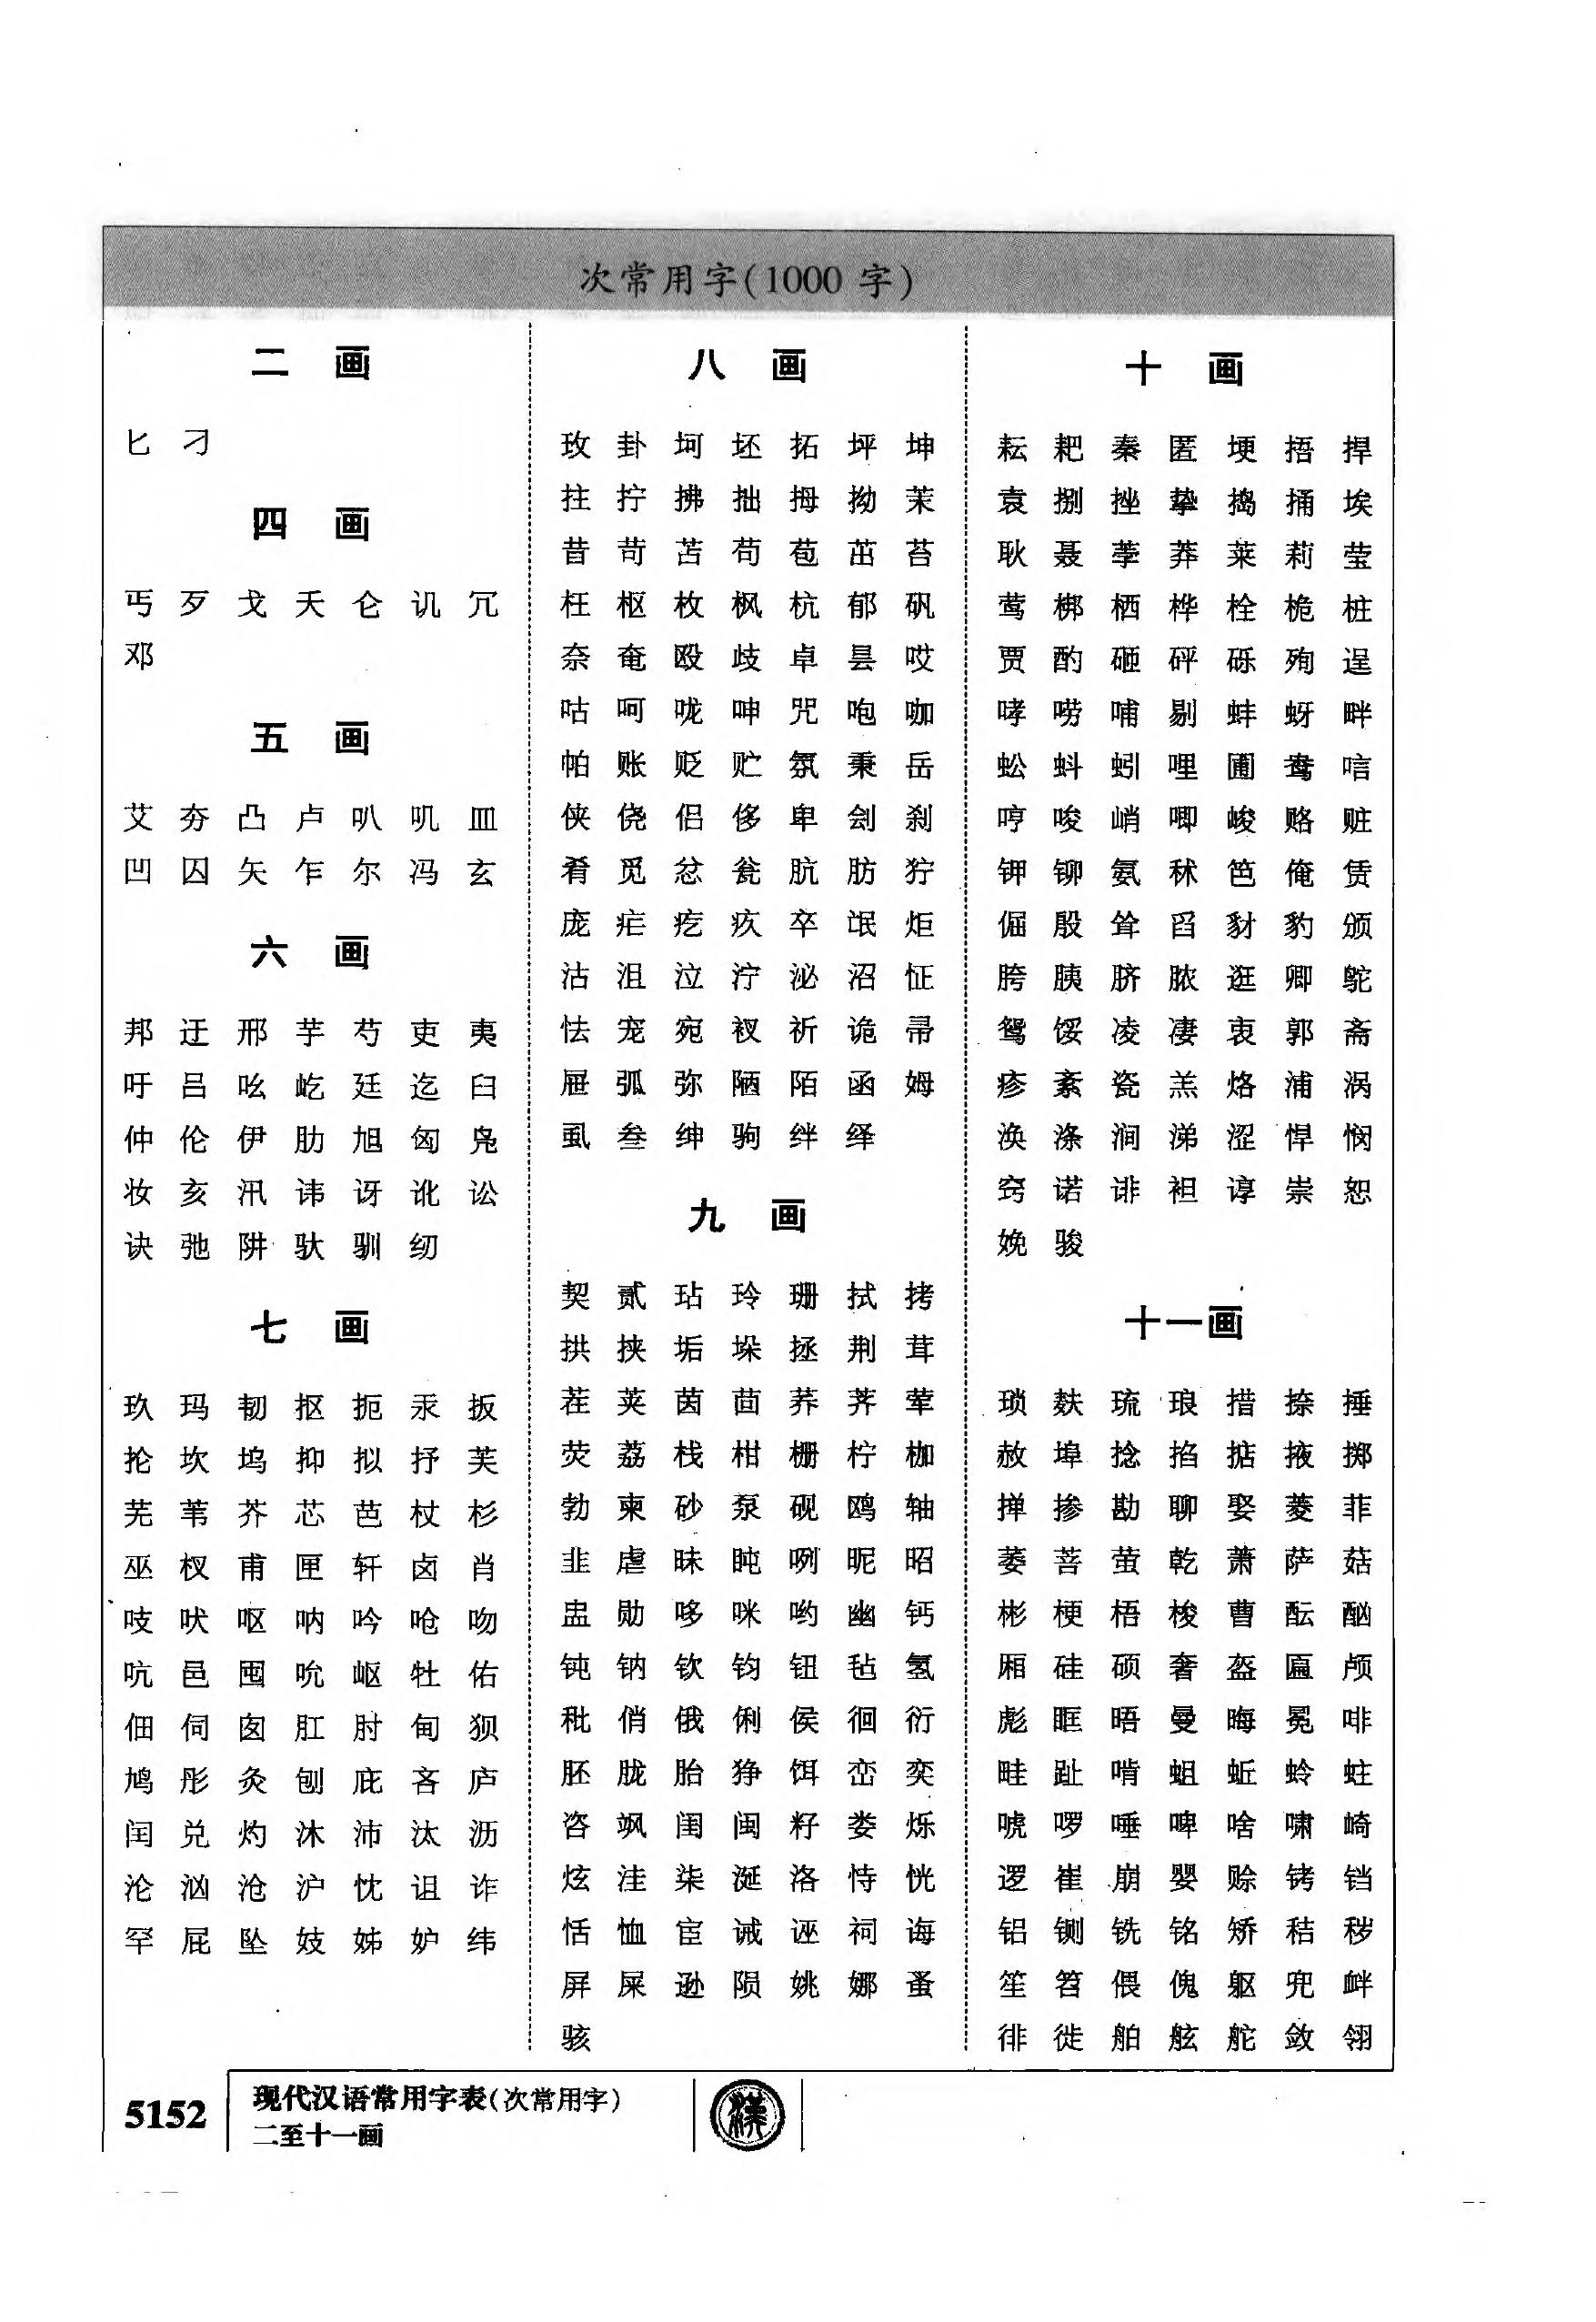 次常用字(1000 字)
二 画
匕 刁
四 画
丐 歹 戈 夭 仑 讥 冗
邓
五 画
艾 夯 凸 卢 叭 叽 皿
凹 囚 矢 乍 尔 冯 玄
六 画
邦 迂 邢 芋 芍 吏 夷
吁 吕 吆 屹 廷 迄 臼
仲 伦 伊 肋 旭 匈 凫
妆 亥 汛 讳 讶 讹 讼
诀 弛 阱 驮 驯 纫
七 画
玖 玛 韧 抠 扼 汞 扳
抡 坎 坞 抑 拟 抒 芙
芜 苇 芥 芯 芭 杖 杉
巫 杈 甫 匣 轩 卤 肖
吱 吠 呕 呐 吟 呛 吻
吭 邑 囤 吮 岖 牡 佑
佃 伺 囱 肛 肘 甸 狈
鸠 彤 灸 刨 庇 吝 庐
闰 兑 灼 沐 沛 汰 沥
沦 汹 沧 沪 忱 诅 诈
罕 屁 坠 妓 姊 妒 纬
八 画
玫 卦 坷 坯 拓 坪 坤
拄 拧 拂 拙 拇 拗 茉
昔 苛 苫 苟 苞 茁 苔
枉 枢 枚 枫 杭 郁 矾
奈 奄 殴 歧 卓 昙 哎
咕 呵 咙 呻 咒 咆 咖
帕 账 贬 贮 氛 秉 岳
侠 侥 侣 侈 卑 刽 刹
肴 觅 忿 瓮 肮 肪 狞
庞 疟 疙 疚 卒 氓 炬
沽 沮 泣 泞 泌 沼 怔
怯 宠 宛 衩 祈 诡 帚
屉 弧 弥 陋 陌 函 姆
虱 叁 绅 驹 绊 绎
九 画
契 贰 玷 玲 珊 拭 拷
拱 挟 垢 垛 拯 荆 茸
茬 荚 茵 茴 荞 荠 荤
荧 荔 栈 柑 栅 柠 枷
勃 柬 砂 泵 砚 鸥 轴
韭 虐 昧 盹 咧 昵 昭
盅 勋 哆 咪 哟 幽 钙
钝 钠 钦 钧 钮 毡 氢
秕 俏 俄 俐 侯 徊 衍
胚 胧 胎 狰 饵 峦 奕
咨 飒 闺 闽 籽 娄 烁
炫 洼 柒 涎 洛 恃 恍
恬 恤 宦 诫 诬 祠 诲
屏 屎 逊 陨 姚 娜 蚤
骇
十 画
耘 耙 秦 匿 埂 捂 捍
袁 捌 挫 挚 捣 捅 埃
耿 聂 荸 莽 莱 莉 莹
莺 梆 栖 桦 栓 桅 桩
贾 酌 砸 砰 砾 殉 逞
哮 唠 哺 剔 蚌 蚜 畔
蚣 蚪 蚓 哩 圃 鸯 唁
哼 唆 峭 唧 峻 赂 赃
钾 铆 氨 秫 笆 俺 赁
倔 殷 耸 舀 豺 豹 颁
胯 胰 脐 脓 逛 卿 鸵
鸳 馁 凌 凄 衷 郭 斋
疹 紊 瓷 羔 烙 浦 涡
涣 涤 涧 涕 涩 悍 悯
窍 诺 诽 袒 谆 祟 恕
娩 骏
十一画
琐 麸 琉 琅 措 捺 捶
赦 埠 捻 掐 掂 掖 掷
掸 掺 勘 聊 娶 菱 菲
萎 菩 萤 乾 萧 萨 菇
彬 梗 梧 梭 曹 酝 酗
厢 硅 硕 奢 盔 匾 颅
彪 眶 晤 曼 晦 冕 啡
畦 趾 啃 蛆 蚯 蛉 蛀
唬 啰 唾 啤 啥 啸 崎
逻 崔 崩 婴 赊 铐 铛
铝 铡 铣 铭 矫 秸 秽
笙 笤 偎 傀 躯 兜 衅
徘 徙 舶 舷 舵 敛 翎
5152
现代汉语常用字表(次常用字)
二至十一画
汉